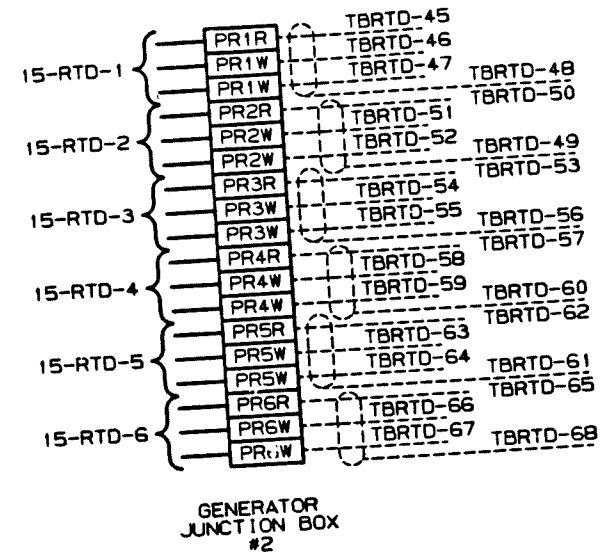 TBRTD-45
PR1R
TBRTD-46
15-RTD-1
PR1W
TBRTD-47
PR1W
TBRTD-48
TBRTD-50
PR2R
TBRTD-51
15-RTD-2
PR2W
TBRTD-52
PR2W
TBRTD-49
TBRTD-53
PR3R
TBRTD-54
15-RTD-3
PR3W
TBRTD-55
PR3W
TBRTD-56
TBRTD-57
PR4R
TBRTD-58
15-RTD-4
PR4W
TBRTD-59
PR4W
TBRTD-60
TBRTD-62
PR5R
TBRTD-63
15-RTD-5
PR5W
TBRTD-64
PR5W
TBRTD-61
TBRTD-65
PR6R
TBRTD-66
15-RTD-6
PR6W
TBRTD-67
PR6W
TBRTD-68
GENERATOR
JUNCTION BOX
#2